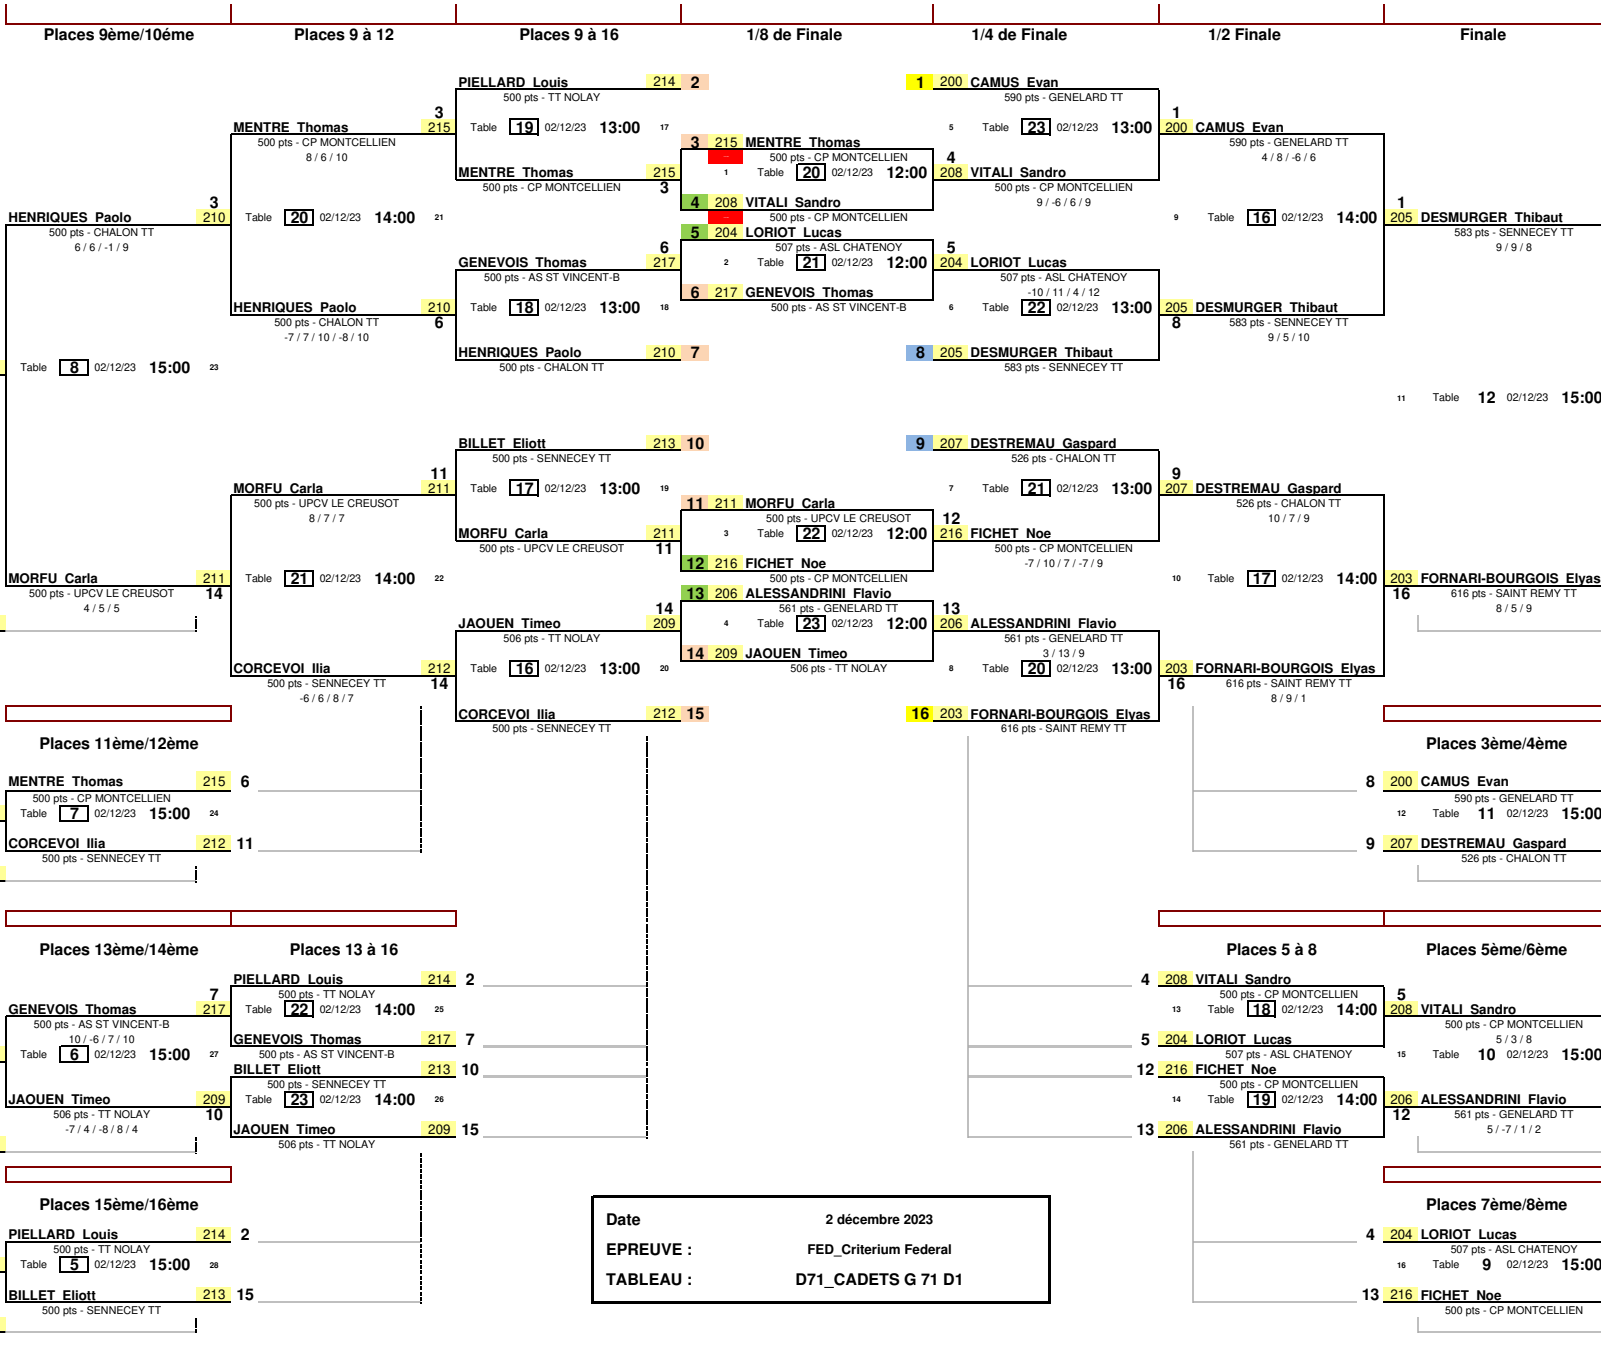 Places 9ème/10éme Places 9 à 12 Places 9 à 16 1/8 de Finale 1/4 de Finale 1/2 Finale Finale
PIELLARD Louis 214 2 1 200 CAMUS Evan
500 pts - TT NOLAY 590 pts - GENELARD TT
3 1
MENTRE Thomas 215 Table 19 02/12/23 13:00 17 5 Table 23 02/12/23 13:00 200 CAMUS Evan
500 pts - CP MONTCELLIEN 3 215 MENTRE Thomas 590 pts - GENELARD TT
8 / 6 / 10 500 pts - CP MONTCELLIEN 4 4 / 8 / -6 / 6
MENTRE Thomas 215 1 Table 20 02/12/23 12:00 208 VITALI Sandro
500 pts - CP MONTCELLIEN 3 500 pts - CP MONTCELLIEN
3 4 208 VITALI Sandro 9 / -6 / 6 / 9 1
HENRIQUES Paolo 210 Table 20 02/12/23 14:00 21 500 pts - CP MONTCELLIEN 9 Table 16 02/12/23 14:00 205 DESMURGER Thibaut
500 pts - CHALON TT 5 204 LORIOT Lucas 583 pts - SENNECEY TT
6 / 6 / -1 / 9 6 507 pts - ASL CHATENOY 5 9 / 9 / 8
GENEVOIS Thomas 217 2 Table 21 02/12/23 12:00 204 LORIOT Lucas
500 pts - AS ST VINCENT-B 507 pts - ASL CHATENOY
6 217 GENEVOIS Thomas -10 / 11 / 4 / 12
HENRIQUES Paolo 210 Table 18 02/12/23 13:00 18 500 pts - AS ST VINCENT-B 6 Table 22 02/12/23 13:00 205 DESMURGER Thibaut
500 pts - CHALON TT 6 8 583 pts - SENNECEY TT
-7 / 7 / 10 / -8 / 10 9 / 5 / 10
HENRIQUES Paolo 210 7 8 205 DESMURGER Thibaut
Table 8 02/12/23 15:00 23 500 pts - CHALON TT 583 pts - SENNECEY TT
11 Table 12 02/12/23 15:00
BILLET Eliott 213 10 9 207 DESTREMAU Gaspard
500 pts - SENNECEY TT 526 pts - CHALON TT
11 9
MORFU Carla 211 Table 17 02/12/23 13:00 19 7 Table 21 02/12/23 13:00 207 DESTREMAU Gaspard
500 pts - UPCV LE CREUSOT 11 211 MORFU Carla 526 pts - CHALON TT
8 / 7 / 7 500 pts - UPCV LE CREUSOT 12 10 / 7 / 9
MORFU Carla 211 3 Table 22 02/12/23 12:00 216 FICHET Noe
500 pts - UPCV LE CREUSOT 11 500 pts - CP MONTCELLIEN
12 216 FICHET Noe -7 / 10 / 7 / -7 / 9
MORFU Carla 211 Table 21 02/12/23 14:00 22 500 pts - CP MONTCELLIEN 10 Table 17 02/12/23 14:00 203 FORNARI-BOURGOIS Elyas
500 pts - UPCV LE CREUSOT 14 13 206 ALESSANDRINI Flavio 16 616 pts - SAINT REMY TT
4 / 5 / 5 14 561 pts - GENELARD TT 13 8 / 5 / 9
JAOUEN Timeo 209 4 Table 23 02/12/23 12:00 206 ALESSANDRINI Flavio
506 pts - TT NOLAY 561 pts - GENELARD TT
14 209 JAOUEN Timeo 3 / 13 / 9
CORCEVOI Ilia 212 Table 16 02/12/23 13:00 20 506 pts - TT NOLAY 8 Table 20 02/12/23 13:00 203 FORNARI-BOURGOIS Elyas
500 pts - SENNECEY TT 14 16 616 pts - SAINT REMY TT
-6 / 6 / 8 / 7 8 / 9 / 1
CORCEVOI Ilia 212 15 16 203 FORNARI-BOURGOIS Elyas
500 pts - SENNECEY TT 616 pts - SAINT REMY TT
Places 11ème/12ème Places 3ème/4ème
MENTRE Thomas 215 6 8 200 CAMUS Evan
500 pts - CP MONTCELLIEN 590 pts - GENELARD TT
Table 7 02/12/23 15:00 24 12 Table 11 02/12/23 15:00
CORCEVOI Ilia 212 11 9 207 DESTREMAU Gaspard
500 pts - SENNECEY TT 526 pts - CHALON TT
Places 13ème/14ème Places 13 à 16 Places 5 à 8 Places 5ème/6ème
PIELLARD Louis 214 2 4 208 VITALI Sandro
7 500 pts - TT NOLAY 500 pts - CP MONTCELLIEN 5
GENEVOIS Thomas 217 Table 22 02/12/23 14:00 25 13 Table 18 02/12/23 14:00 208 VITALI Sandro
500 pts - AS ST VINCENT-B 500 pts - CP MONTCELLIEN
10 / -6 / 7 / 10 GENEVOIS Thomas 217 7 5 204 LORIOT Lucas 5 / 3 / 8
Table 6 02/12/23 15:00 27 500 pts - AS ST VINCENT-B 507 pts - ASL CHATENOY 15 Table 10 02/12/23 15:00
BILLET Eliott 213 10 12 216 FICHET Noe
500 pts - SENNECEY TT 500 pts - CP MONTCELLIEN
JAOUEN Timeo 209 Table 23 02/12/23 14:00 26 14 Table 19 02/12/23 14:00 206 ALESSANDRINI Flavio
506 pts - TT NOLAY 10 12 561 pts - GENELARD TT
-7 / 4 / -8 / 8 / 4 JAOUEN Timeo 209 15 13 206 ALESSANDRINI Flavio 5 / -7 / 1 / 2
506 pts - TT NOLAY 561 pts - GENELARD TT
Places 15ème/16ème Places 7ème/8ème
PIELLARD Louis 214 2 4 204 LORIOT Lucas
500 pts - TT NOLAY 507 pts - ASL CHATENOY
Table 5 02/12/23 15:00 28 16 Table 9 02/12/23 15:00
BILLET Eliott 213 15 13 216 FICHET Noe
500 pts - SENNECEY TT 500 pts - CP MONTCELLIEN
Date 2 décembre 2023
EPREUVE : FED_Criterium Federal
TABLEAU : D71_CADETS G 71 D1